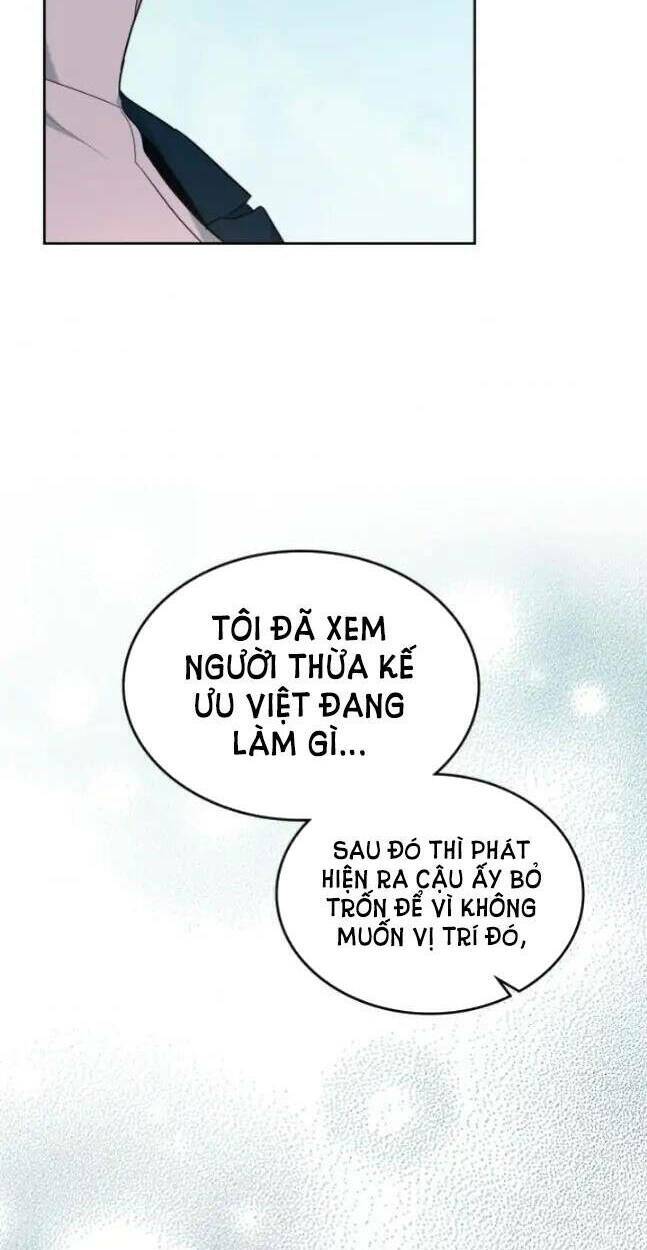 TÔI ĐÃ XEM
NGƯỜI THỪA KẾ
ƯU VIỆT ĐANG
LÀM GÌ...
SAU ĐÓ THÌ PHÁT
HIỆN RA CẬU ẤY BỎ
TRỐN ĐỂ VÌ KHÔNG
MUỐN VỊ TRÍ ĐÓ,